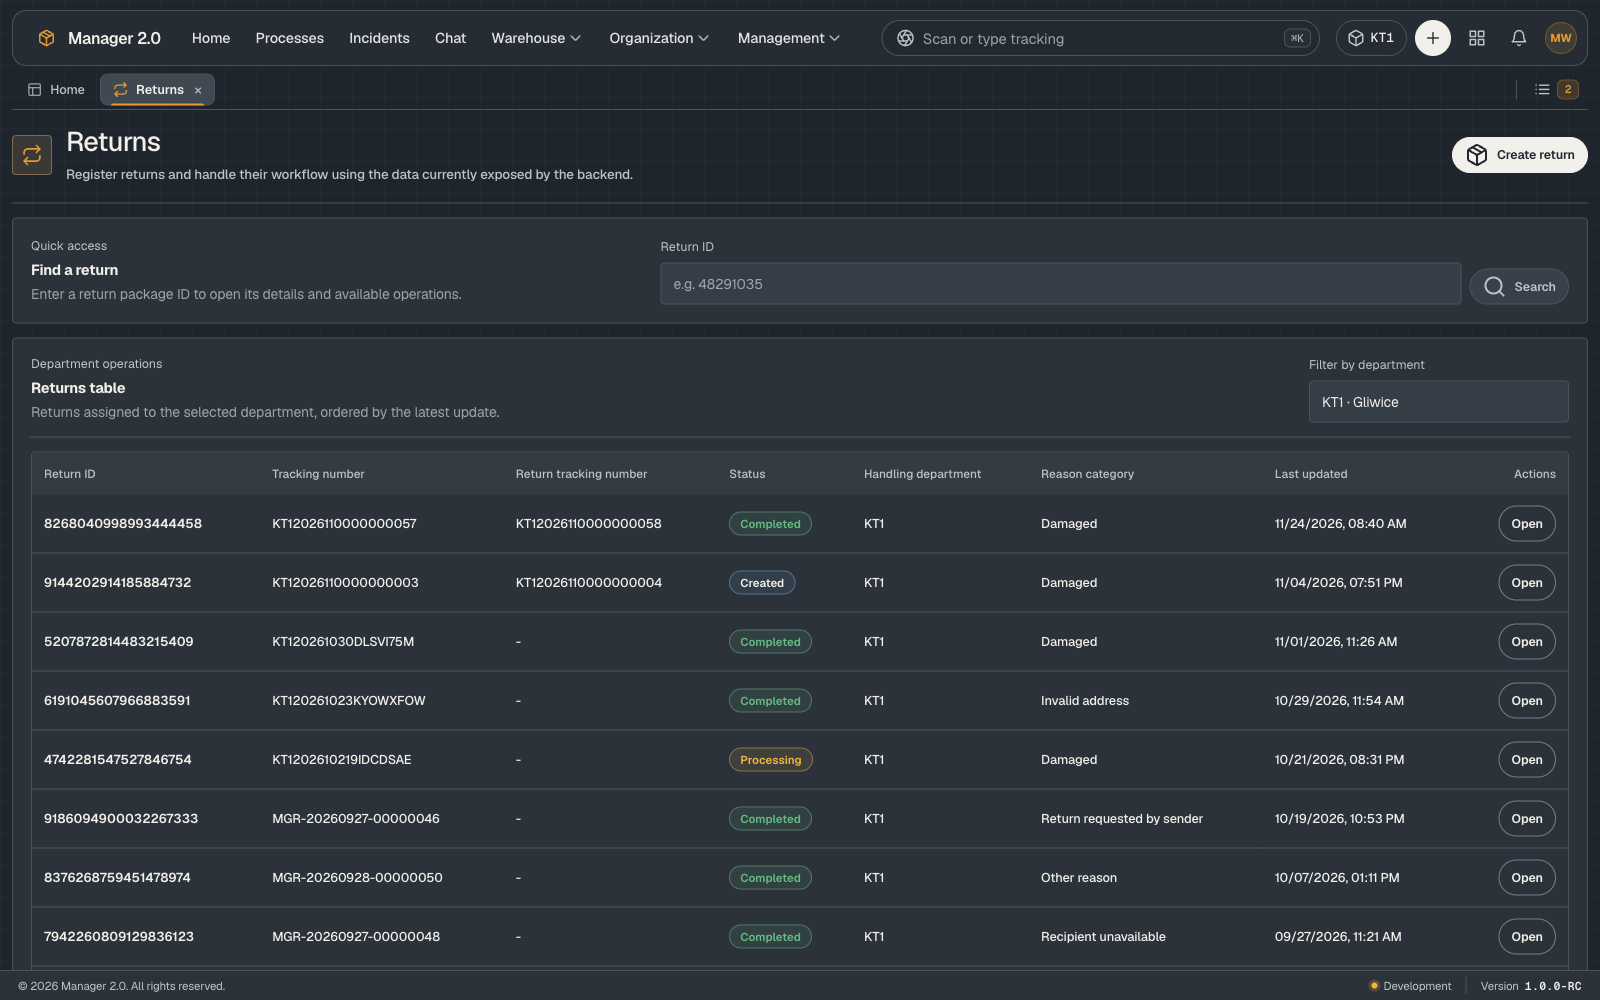 Manager 2.0 Home Processes Incidents Chat Warehouse Organization Management Scan or type tracking ⌘K KT1 MW
Home Returns × 2
Returns
Register returns and handle their workflow using the data currently exposed by the backend.
Create return
Quick access
Find a return
Enter a return package ID to open its details and available operations.
Return ID
e.g. 48291035
Search
Department operations
Returns table
Returns assigned to the selected department, ordered by the latest update.
Filter by department
KT1 · Gliwice
Return ID Tracking number Return tracking number Status Handling department Reason category Last updated Actions
8268040998993444458 KT12026110000000057 KT12026110000000058 Completed KT1 Damaged 11/24/2026, 08:40 AM Open
9144202914185884732 KT12026110000000003 KT12026110000000004 Created KT1 Damaged 11/04/2026, 07:51 PM Open
5207872814483215409 KT120261030DLSVI75M - Completed KT1 Damaged 11/01/2026, 11:26 AM Open
6191045607966883591 KT120261023KYOWXFOW - Completed KT1 Invalid address 10/29/2026, 11:54 AM Open
4742281547527846754 KT1202610219IDCDSAE - Processing KT1 Damaged 10/21/2026, 08:31 PM Open
9186094900032267333 MGR-20260927-00000046 - Completed KT1 Return requested by sender 10/19/2026, 10:53 PM Open
8376268759451478974 MGR-20260928-00000050 - Completed KT1 Other reason 10/07/2026, 01:11 PM Open
7942260809129836123 MGR-20260927-00000048 - Completed KT1 Recipient unavailable 09/27/2026, 11:21 AM Open
© 2026 Manager 2.0. All rights reserved. Development Version 1.0.0-RC